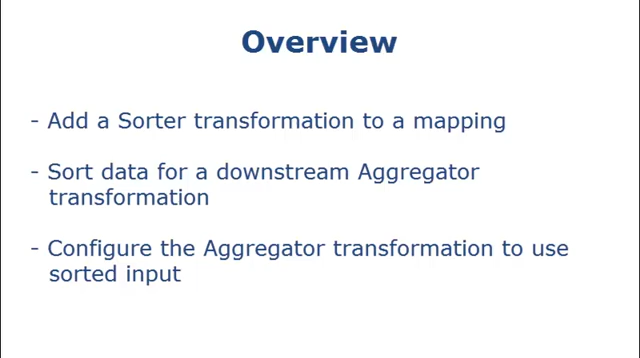 Overview
- Add a Sorter transformation to a mapping
- Sort data for a downstream Aggregator
transformation
- Configure the Aggregator transformation to use
sorted input